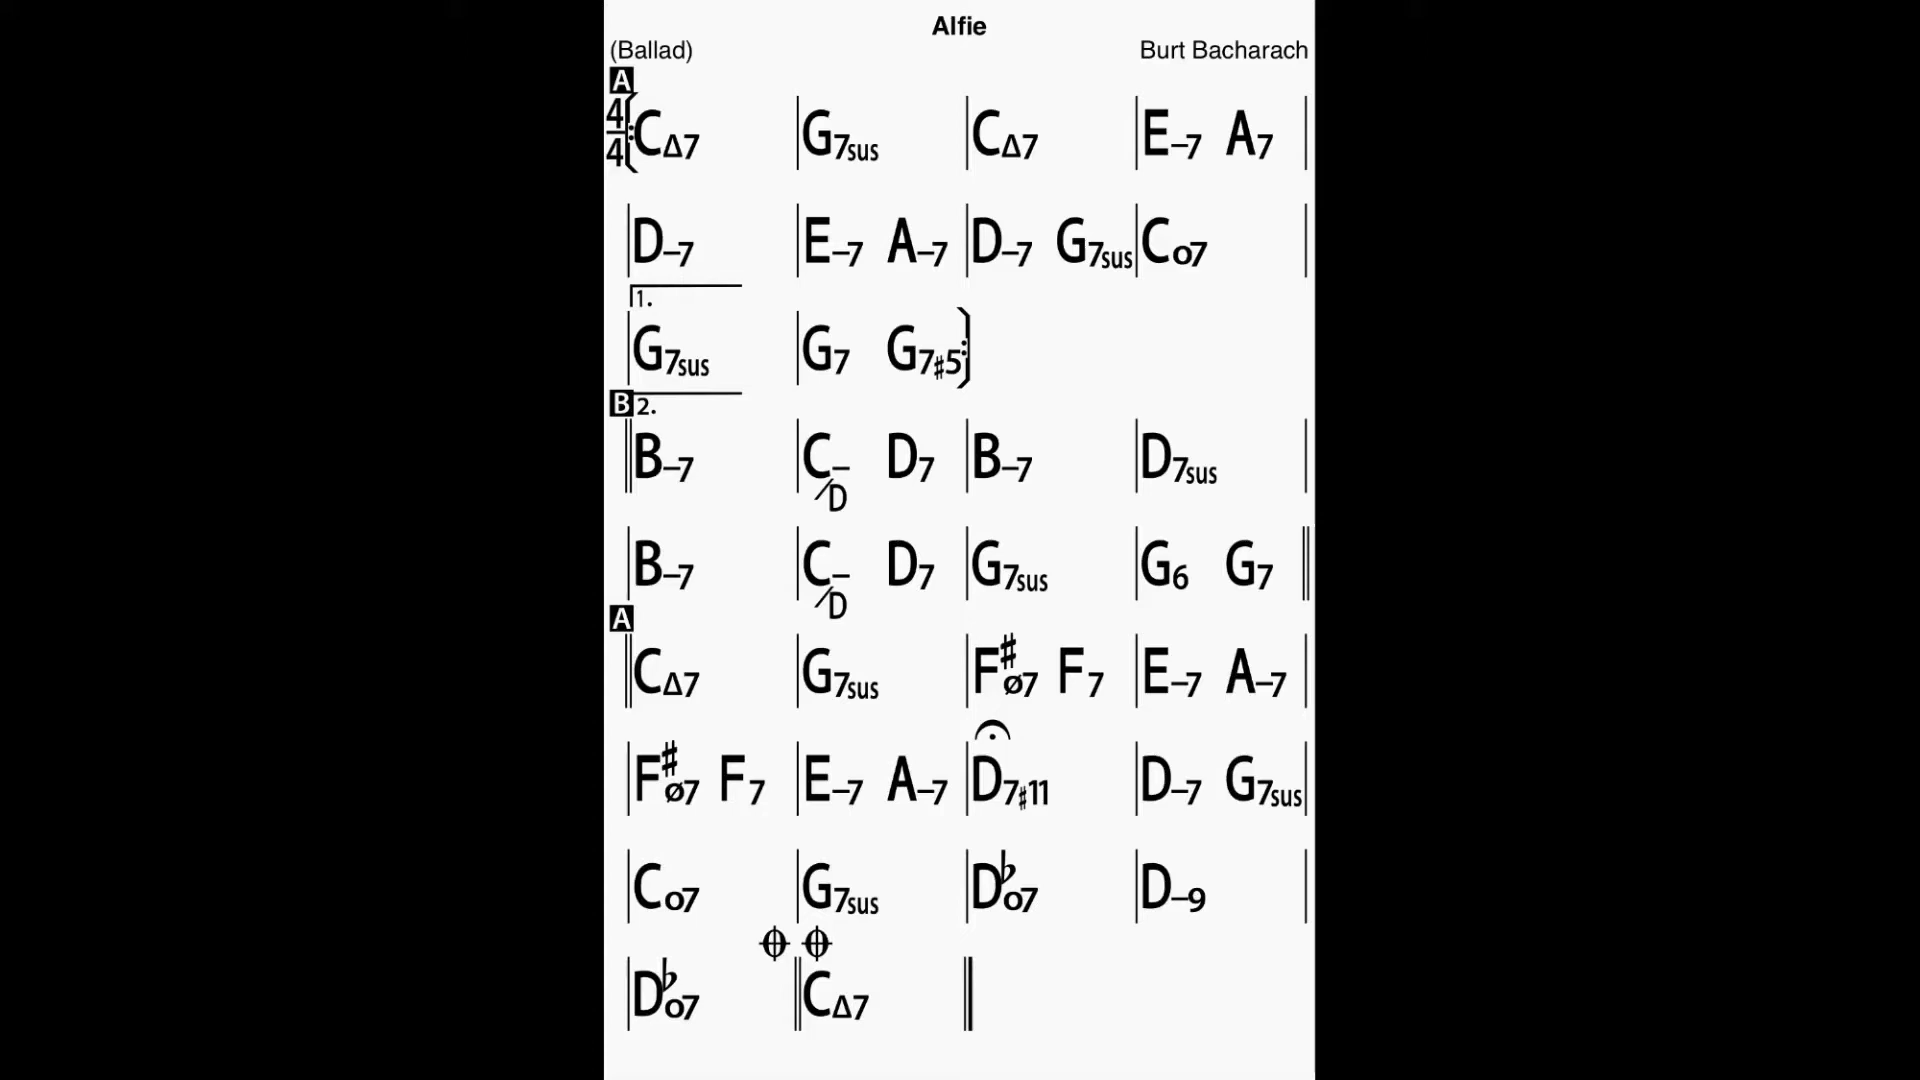 Alfie
(Ballad) Burt Bacharach
A
4/4 CΔ7 G7sus CΔ7 E–7 A7
D–7 E–7 A–7 D–7 G7sus Co7
1.
G7sus G7 G7♯5
B 2.
B–7 C–/D D7 B–7 D7sus
B–7 C–/D D7 G7sus G6 G7
A
CΔ7 G7sus F♯ø7 F7 E–7 A–7
F♯ø7 F7 E–7 A–7 D7♯11 D–7 G7sus
Co7 G7sus D♭o7 D–9
D♭o7 CΔ7